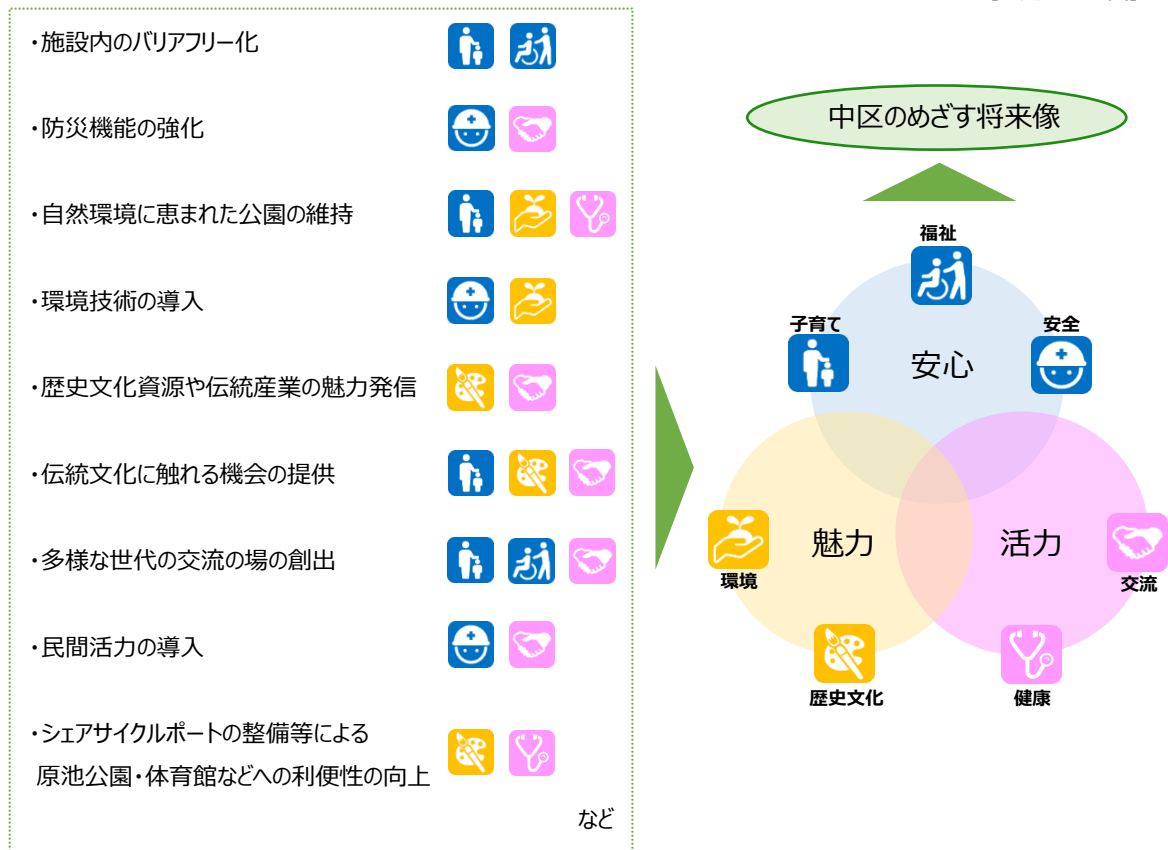 ・施設内のバリアフリー化
・防災機能の強化
・自然環境に恵まれた公園の維持
・環境技術の導入
・歴史文化資源や伝統産業の魅力発信
・伝統文化に触れる機会の提供
・多様な世代の交流の場の創出
・民間活力の導入
・シェアサイクルポートの整備等による
原池公園・体育館などへの利便性の向上
など
中区のめざす将来像
福祉
子育て
安全
安心
環境
魅力
活力
交流
歴史文化
健康